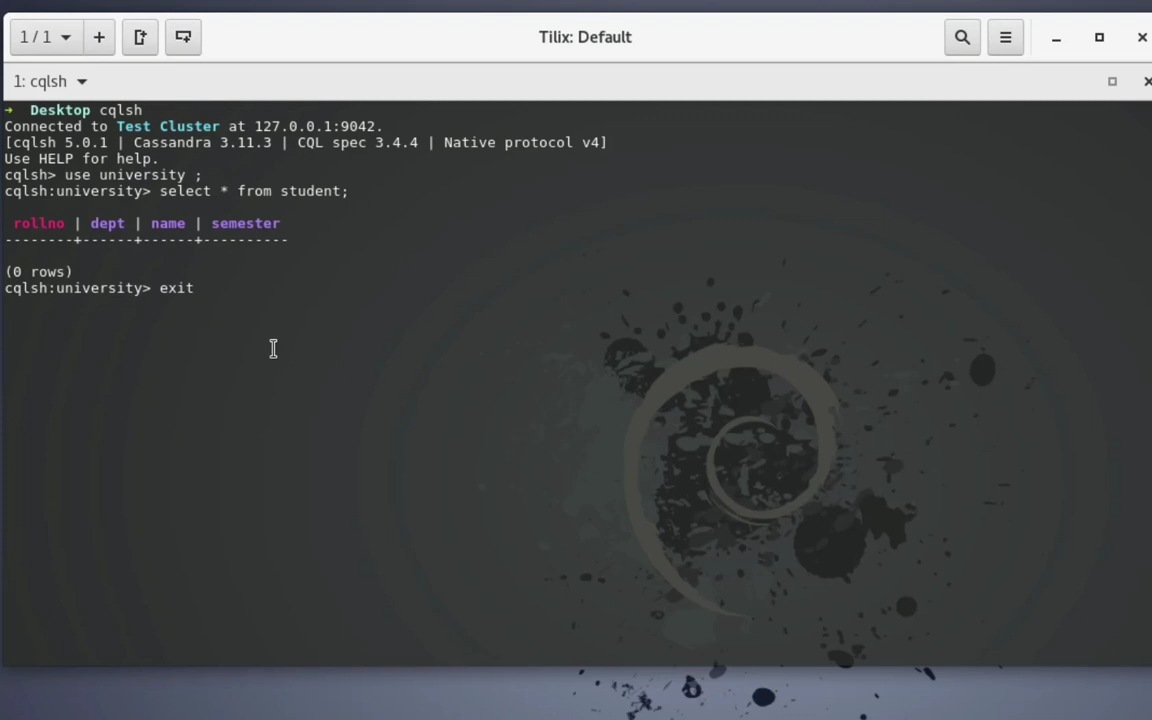 1 / 1
Tilix: Default
1: cqlsh
→ Desktop cqlsh
Connected to Test Cluster at 127.0.0.1:9042.
[cqlsh 5.0.1 | Cassandra 3.11.3 | CQL spec 3.4.4 | Native protocol v4]
Use HELP for help.
cqlsh> use university ;
cqlsh:university> select * from student;
rollno | dept | name | semester
--------+------+------+----------
(0 rows)
cqlsh:university> exit